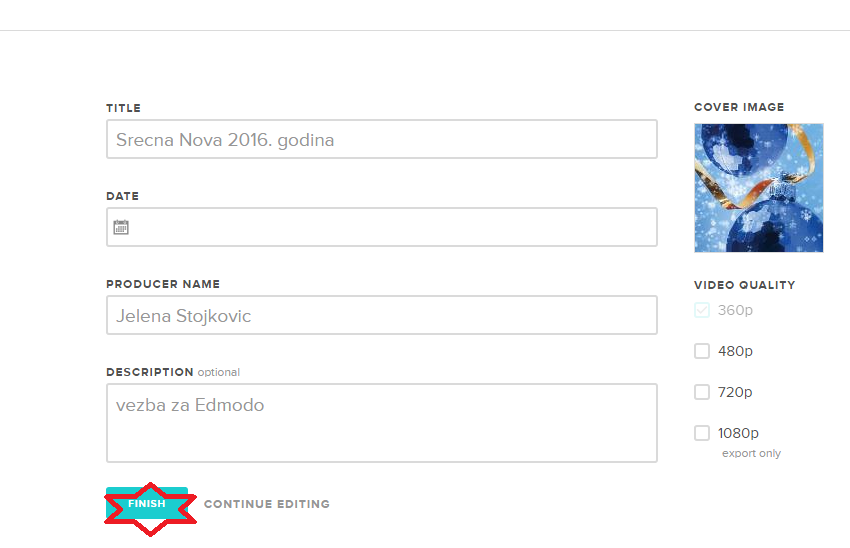 TITLE
Srecna Nova 2016. godina
DATE
PRODUCER NAME
Jelena Stojkovic
DESCRIPTION optional
vezba za Edmodo
FINISH
CONTINUE EDITING
COVER IMAGE
VIDEO QUALITY
360p
480p
720p
1080p
export only